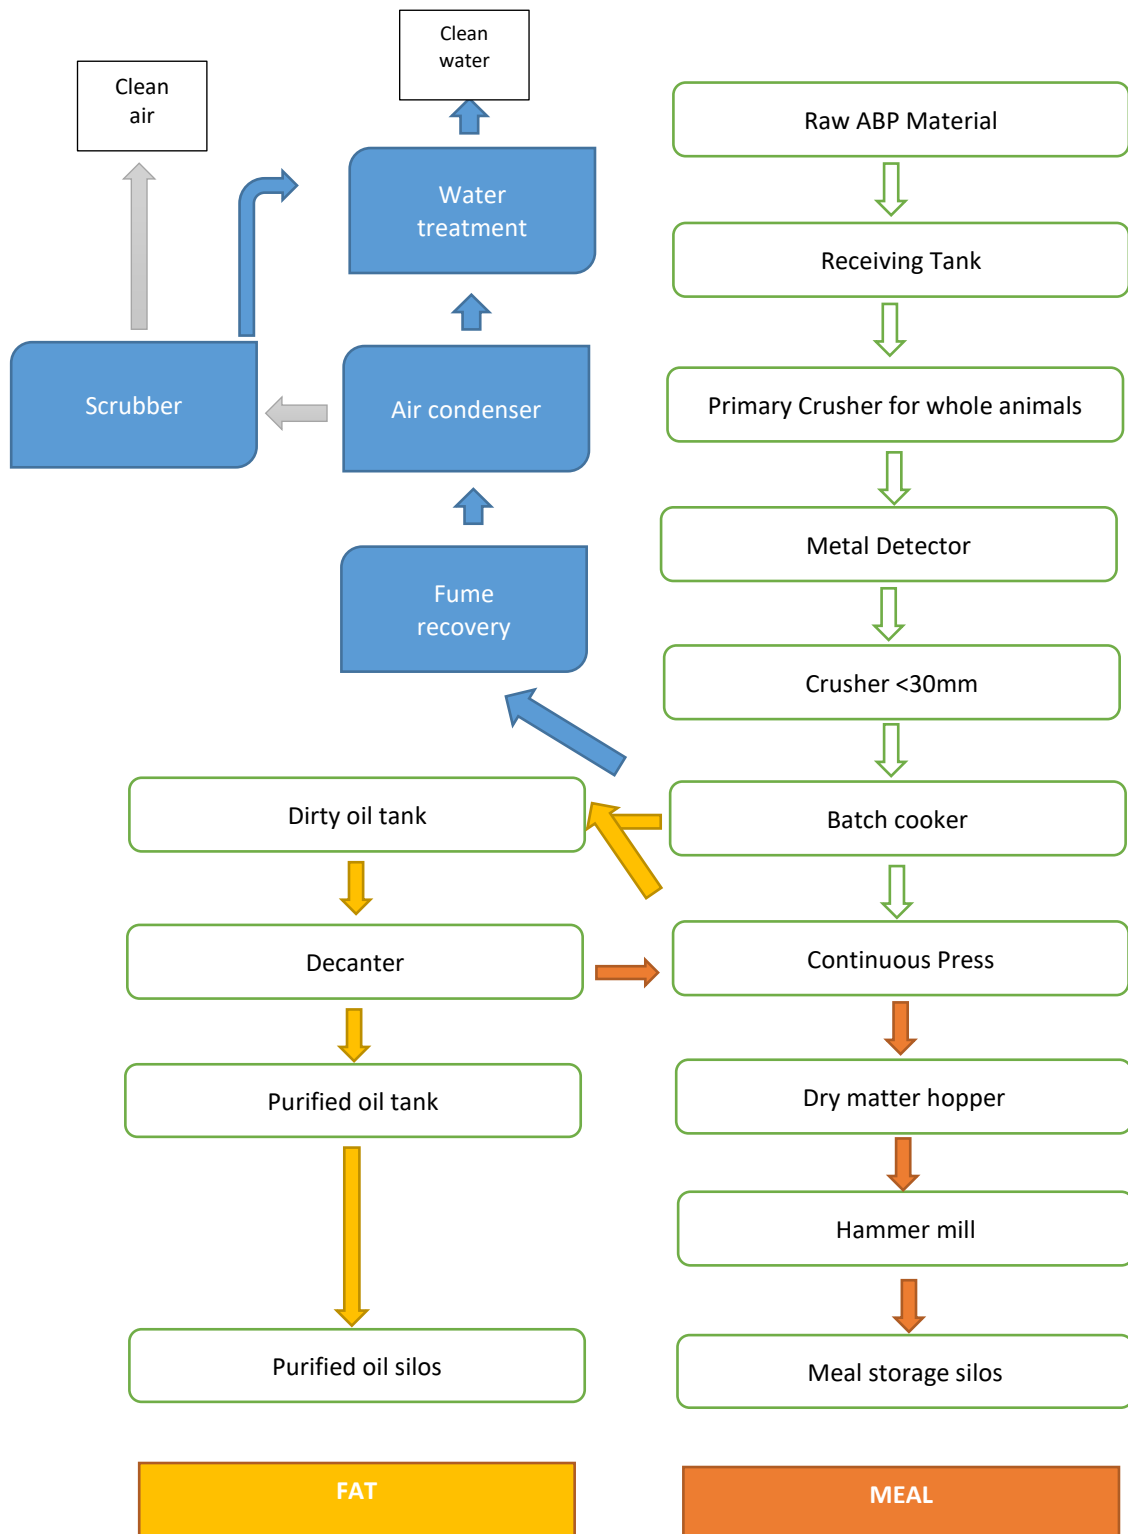 Clean
water
Clean
air
Raw ABP Material
Water
treatment
Receiving Tank
Scrubber
Air condenser
Primary Crusher for whole animals
Metal Detector
Fume
recovery
Crusher <30mm
Dirty oil tank
Batch cooker
Decanter
Continuous Press
Purified oil tank
Dry matter hopper
Hammer mill
Purified oil silos
Meal storage silos
FAT
MEAL